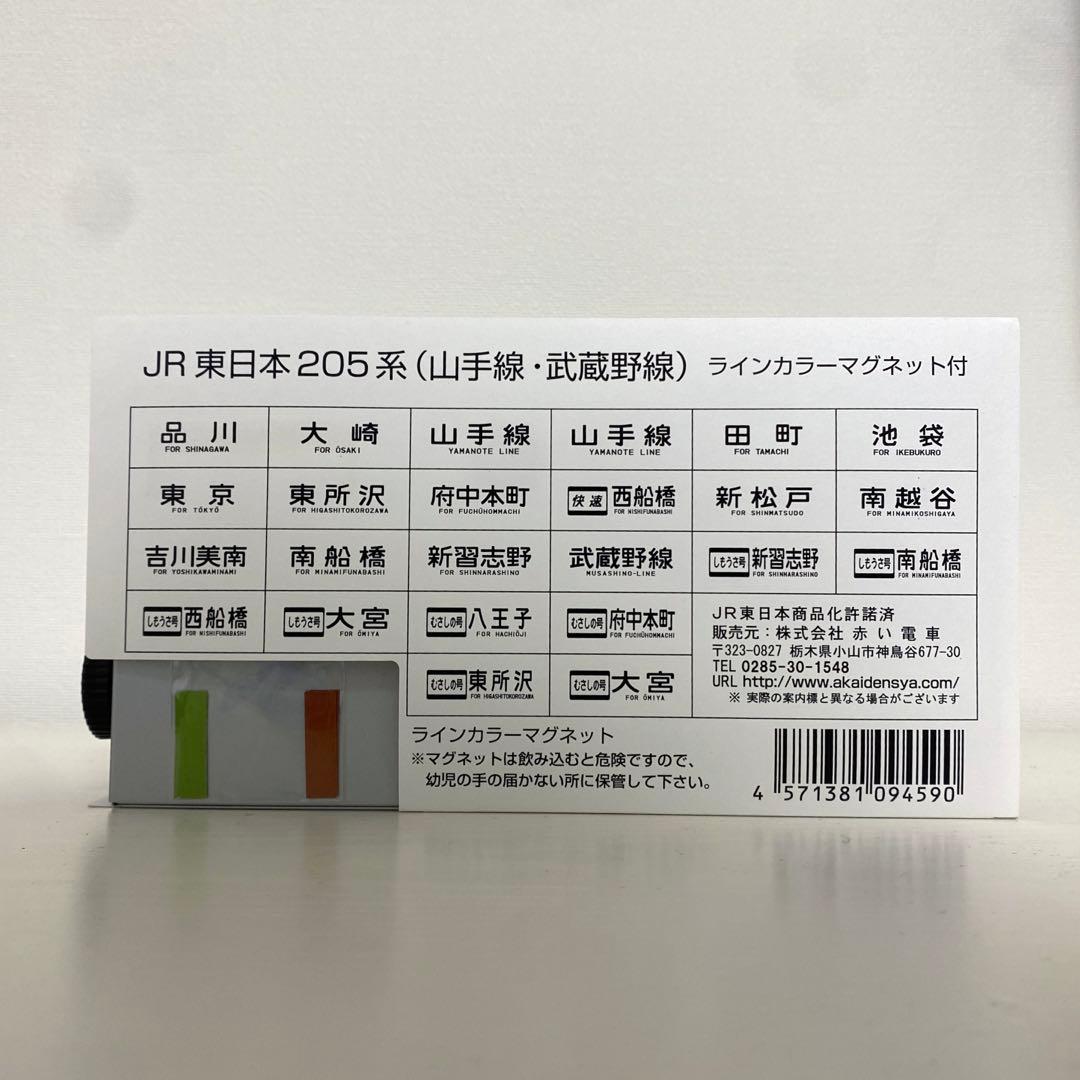 JR東日本205系(山手線・武蔵野線) ラインカラーマグネット付
品川 大崎 山手線 山手線 田町 池袋
FOR SHINAGAWA FOR ŌSAKI YAMANOTE LINE YAMANOTE LINE FOR TAMACHI FOR IKEBUKURO
東京 東所沢 府中本町 快速 西船橋 新松戸 南越谷
FOR TŌKYŌ FOR HIGASHITOKOROZAWA FOR FUCHŪHOMMACHI FOR NISHIFUNABASHI FOR SHINMATSUDO FOR MINAMIKOSHIGAYA
吉川美南 南船橋 新習志野 武蔵野線 しもうさ号 新習志野 しもうさ号 南船橋
FOR YOSHIKAWAMINAMI FOR MINAMIFUNABASHI FOR SHINNARASHINO MUSASHINO-LINE FOR SHINNARASHINO FOR MINAMIFUNABASHI
しもうさ号 西船橋 しもうさ号 大宮 むさしの号 八王子 むさしの号 府中本町
FOR NISHIFUNABASHI FOR ŌMIYA FOR HACHIŌJI FOR FUCHŪHOMMACHI
むさしの号 東所沢 むさしの号 大宮
FOR HIGASHITOKOROZAWA FOR ŌMIYA
JR東日本商品化許諾済
販売元:株式会社 赤い電車
〒323-0827 栃木県小山市神鳥谷677-30
TEL 0285-30-1548
URL http://www.akaidensya.com/
※ 実際の案内標と異なる場合がございます
ラインカラーマグネット
※マグネットは飲み込むと危険ですので、
幼児の手の届かない所に保管して下さい。
4 571381 094590